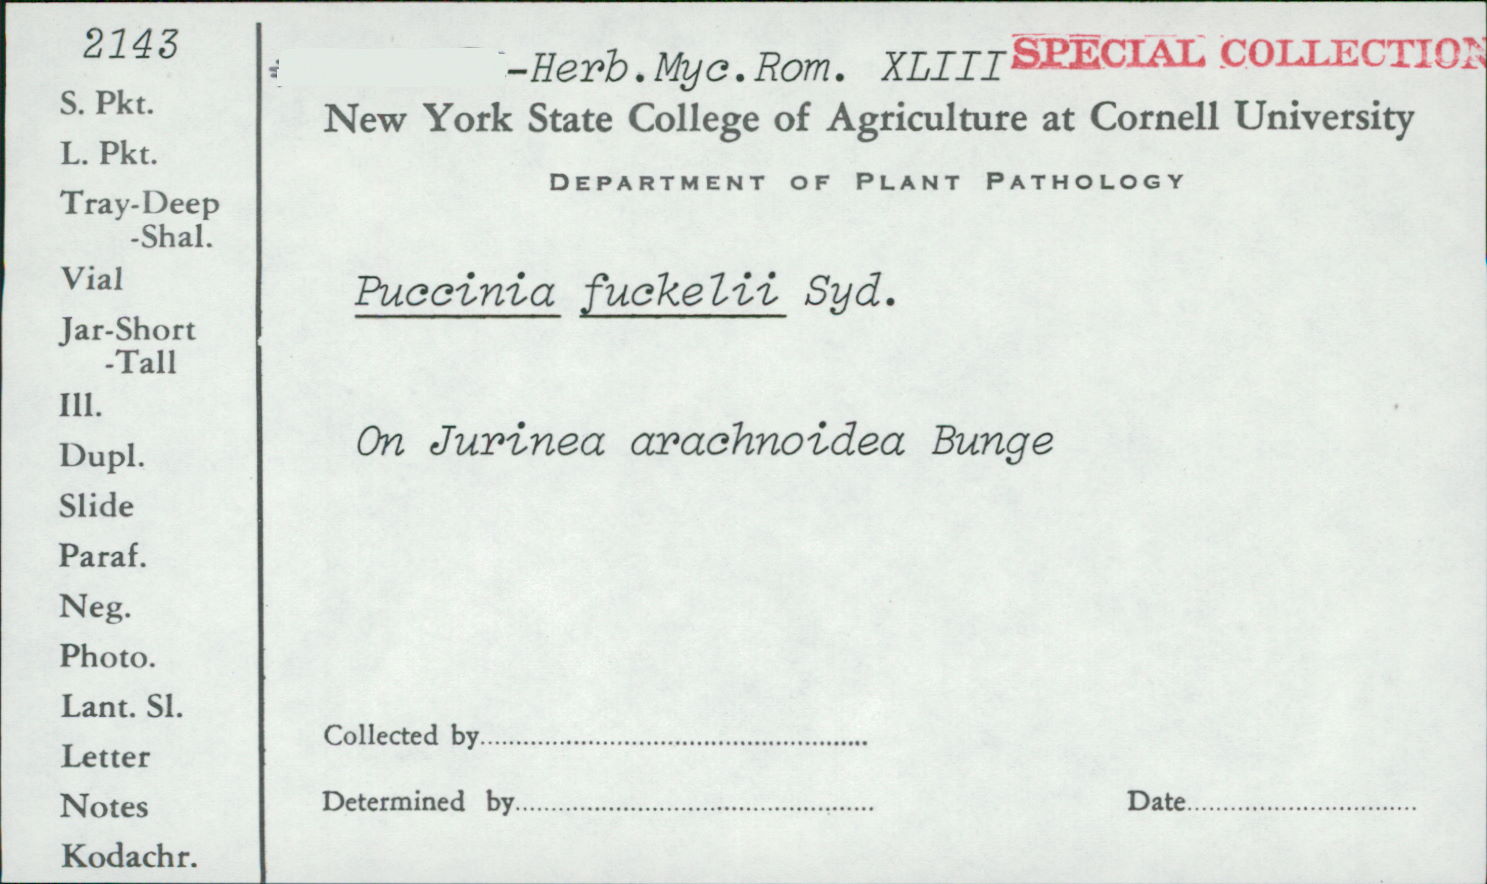 2143
S. Pkt.
L. Pkt.
Tray-Deep
-Shal.
Vial
Jar-Short
-Tall
Ill.
Dupl.
Slide
Paraf.
Neg.
Photo.
Lant. Sl.
Letter
Notes
Kodachr.
-Herb.Myc.Rom. XLIII SPECIAL COLLECTION
New York State College of Agriculture at Cornell University
DEPARTMENT OF PLANT PATHOLOGY
Puccinia fuckelii Syd.
On Jurinea arachnoidea Bunge
Collected by
Determined by
Date